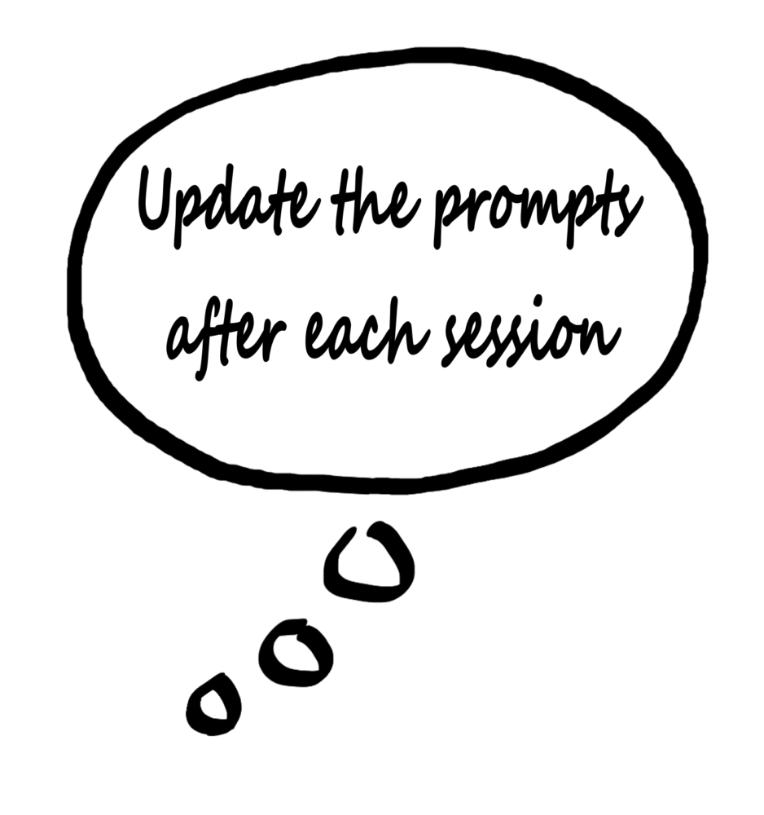 Update the prompts
after each session